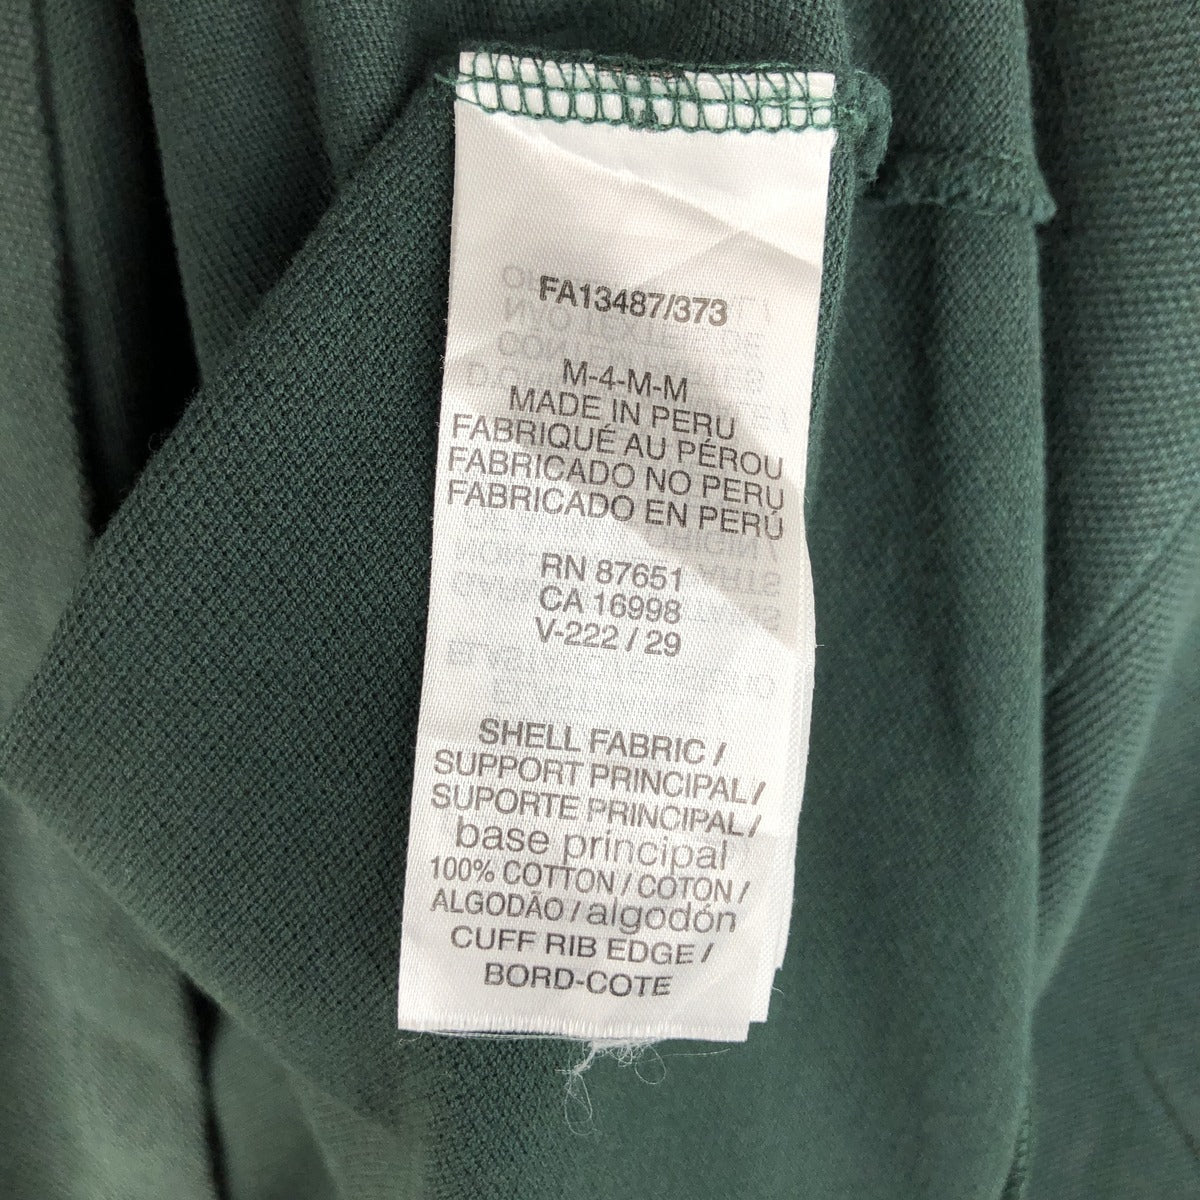 FA13487/373
M-4-M-M
MADE IN PERU
FABRIQUÉ AU PÉROU
FABRICADO NO PERU
FABRICADO EN PERÚ
RN 87651
CA 16998
V-222 / 29
SHELL FABRIC /
SUPPORT PRINCIPAL /
SUPORTE PRINCIPAL /
base principal
100% COTTON / COTON /
ALGODÃO / algodón
CUFF RIB EDGE /
BORD-COTE